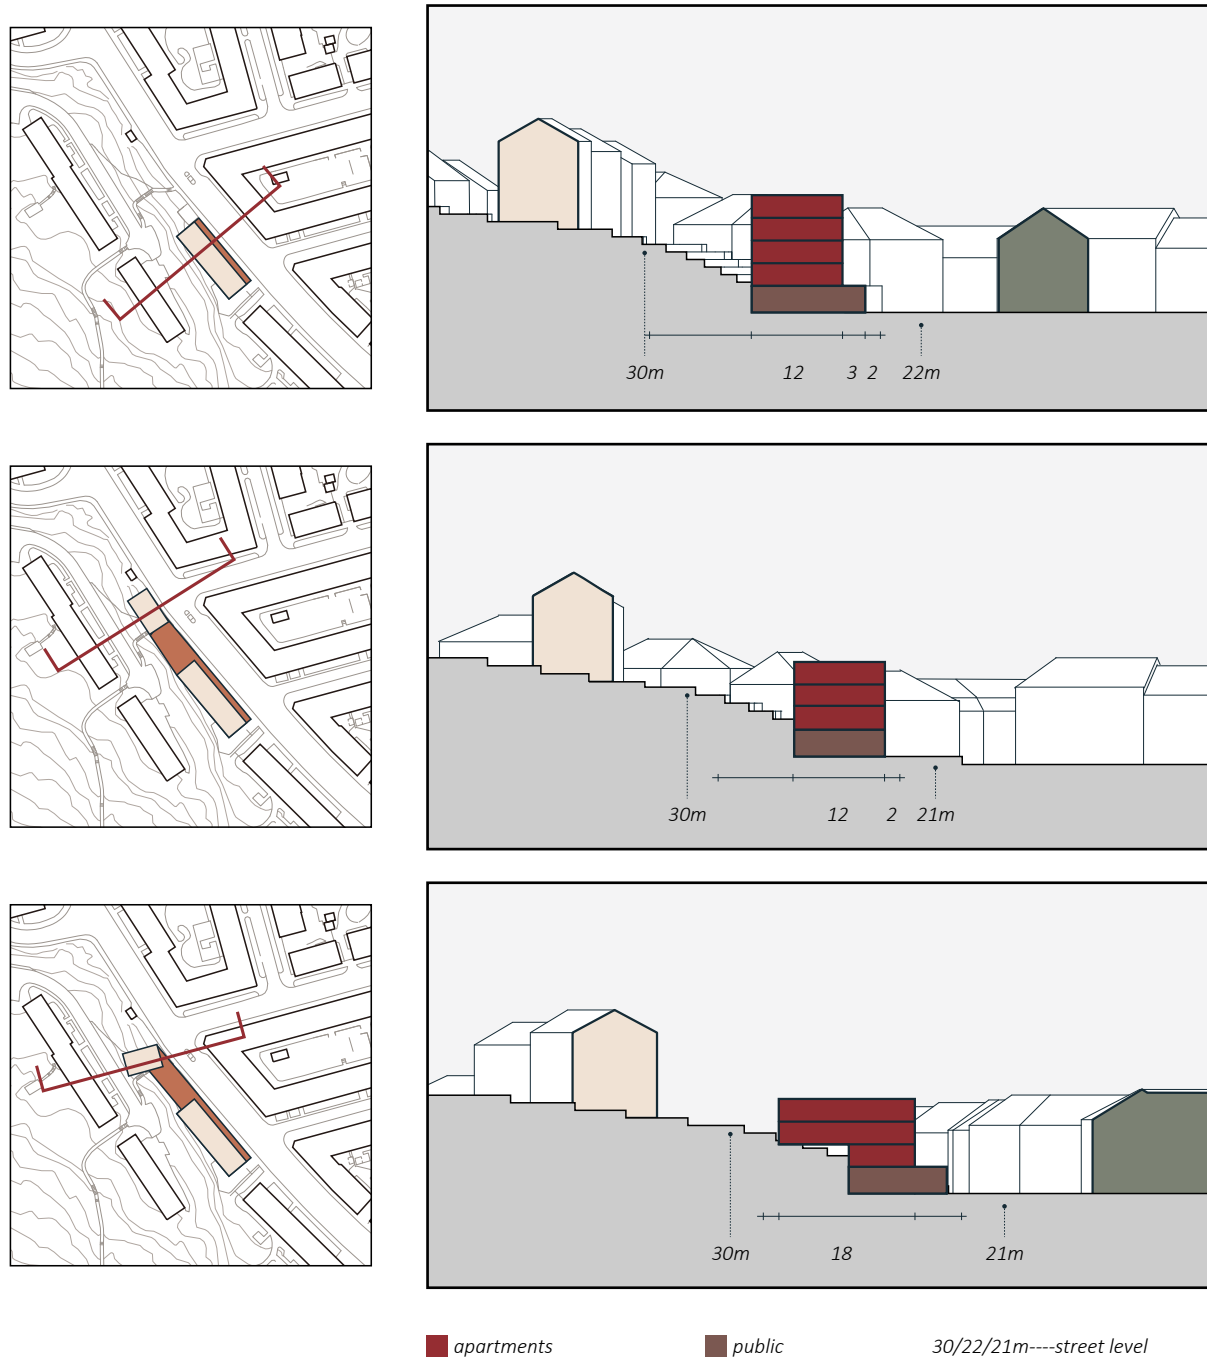 30m 12 3 2 22m
30m 12 2 21m
30m 18 21m
apartments public 30/22/21m----street level